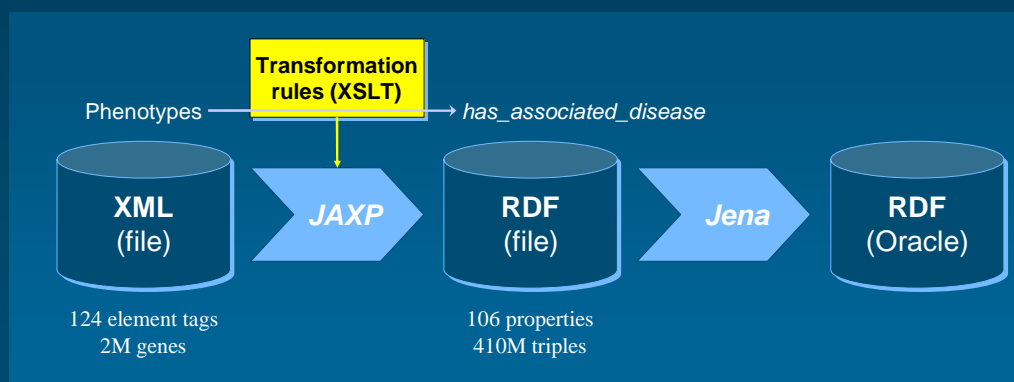 Transformation
rules (XSLT)
Phenotypes
has_associated_disease
XML
(file)
JAXP
RDF
(file)
Jena
RDF
(Oracle)
124 element tags
2M genes
106 properties
410M triples